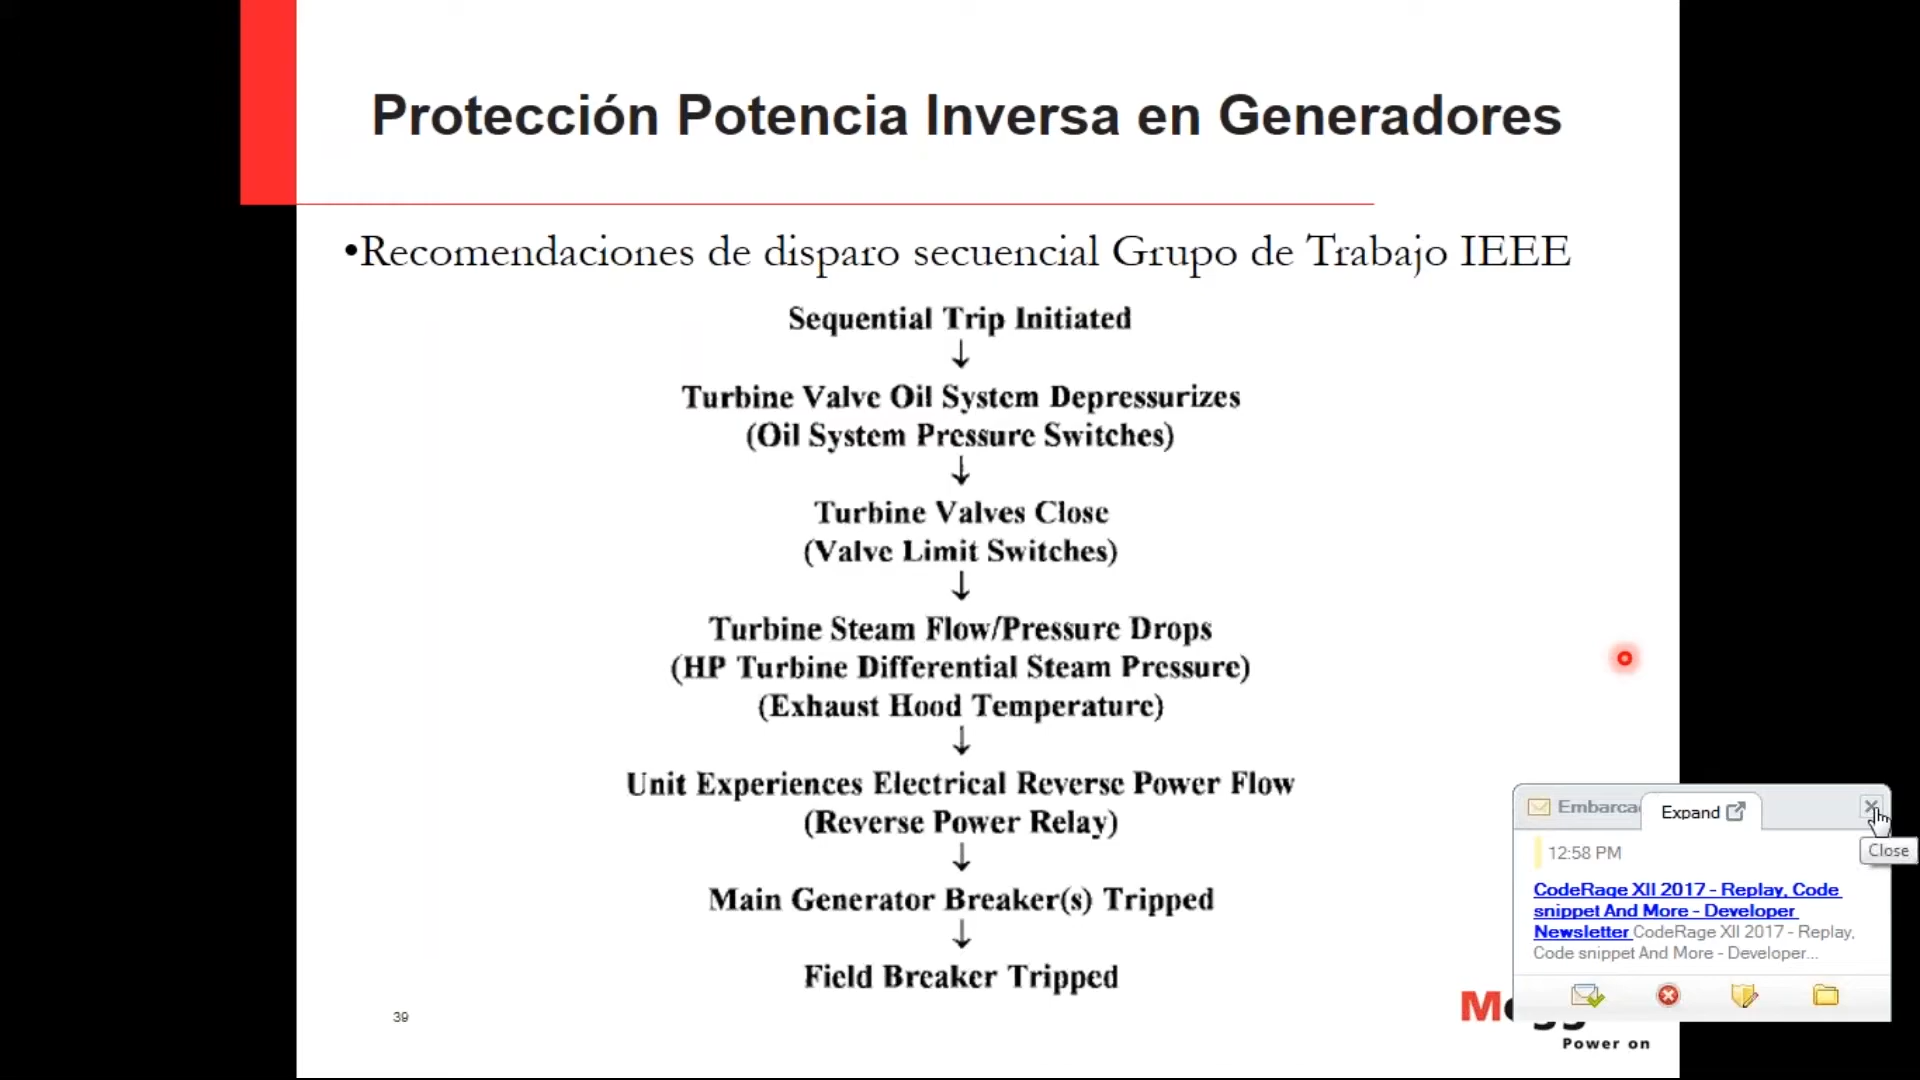 Protección Potencia Inversa en Generadores
•Recomendaciones de disparo secuencial Grupo de Trabajo IEEE
Sequential Trip Initiated
↓
Turbine Valve Oil System Depressurizes
(Oil System Pressure Switches)
↓
Turbine Valves Close
(Valve Limit Switches)
↓
Turbine Steam Flow/Pressure Drops
(HP Turbine Differential Steam Pressure)
(Exhaust Hood Temperature)
↓
Unit Experiences Electrical Reverse Power Flow
(Reverse Power Relay)
↓
Main Generator Breaker(s) Tripped
↓
Field Breaker Tripped
39
Power on
Expand
Close
12:58 PM
CodeRage XII 2017 - Replay, Code
snippet And More - Developer
Newsletter CodeRage XII 2017 - Replay,
Code snippet And More - Developer...